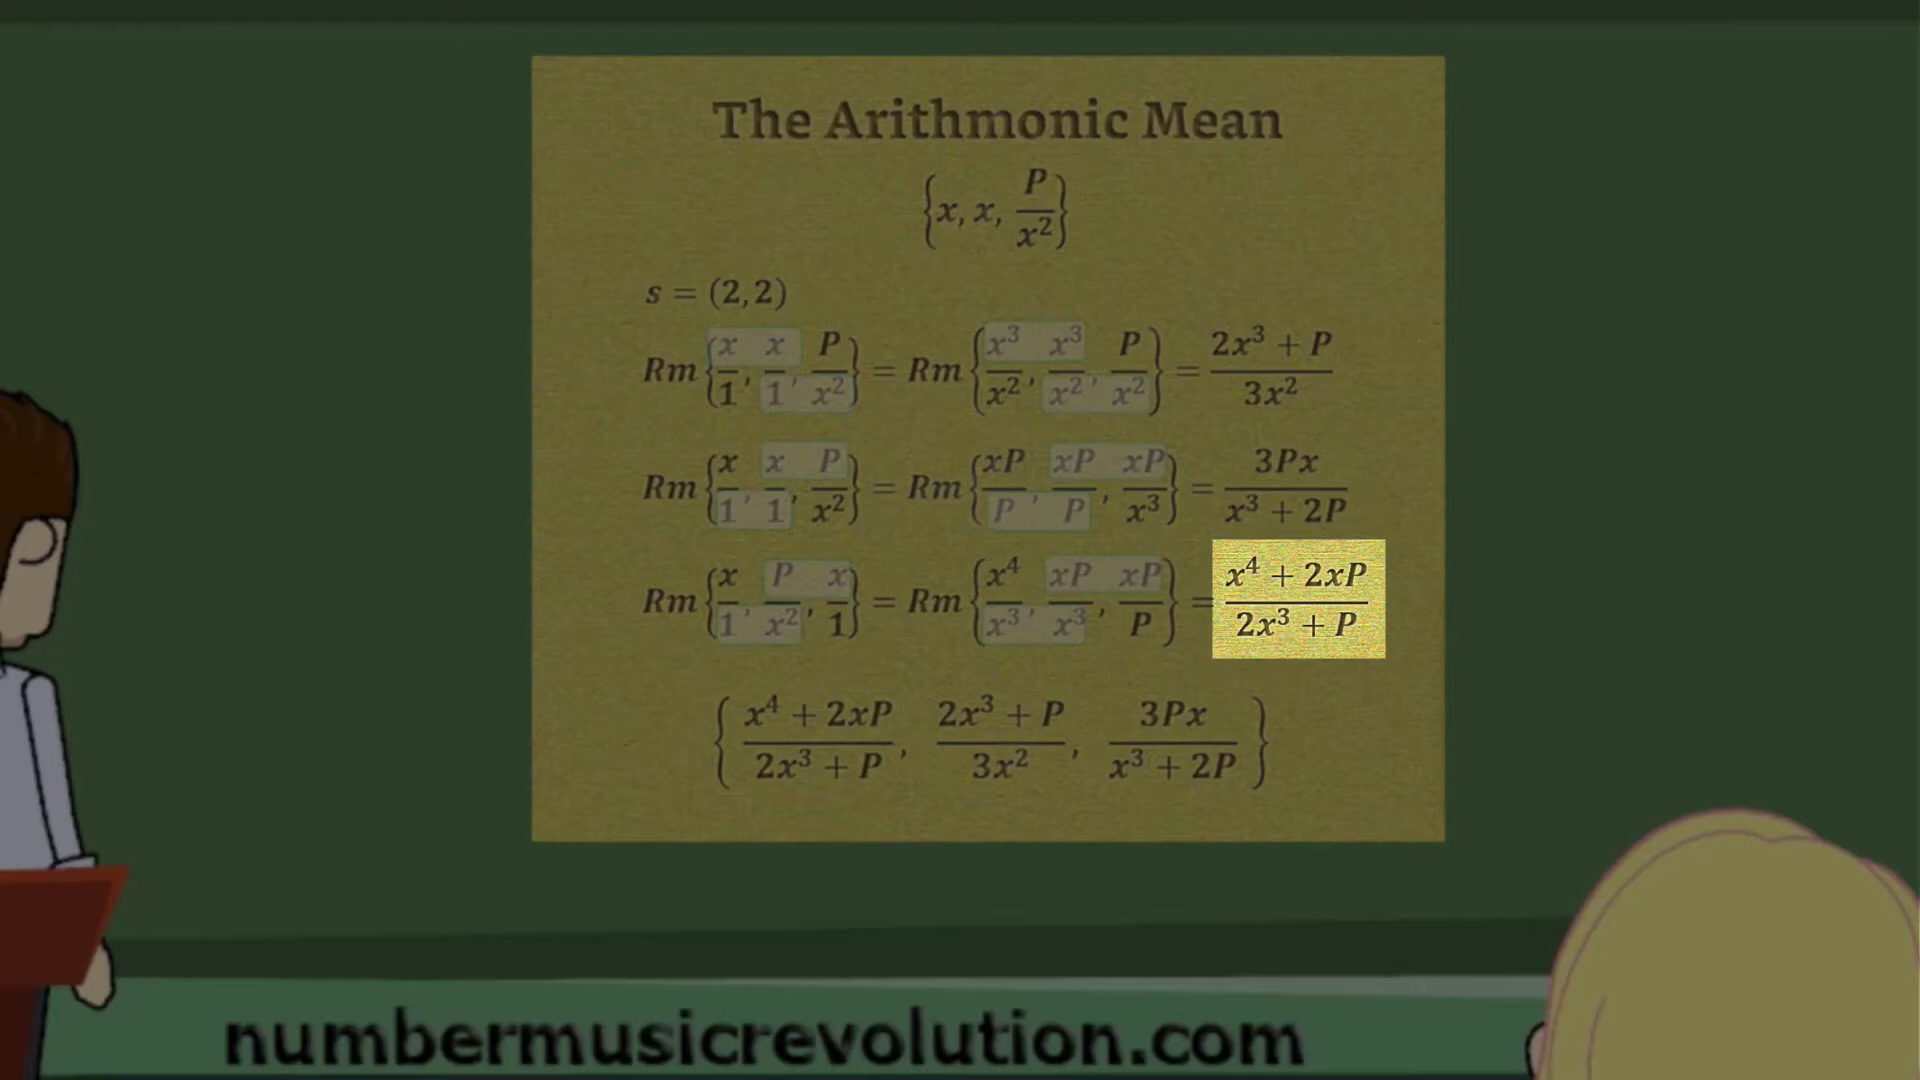 The Arithmonic Mean
{x, x, P/x²}
s = (2,2)
Rm{x/1, x/1, P/x²} = Rm{x³/x², x³/x², P/x²} = (2x³ + P)/(3x²)
Rm{x/1, x/1, P/x²} = Rm{xP/P, xP/P, xP/x³} = (3Px)/(x³ + 2P)
Rm{x/1, P/x², x/1} = Rm{x⁴/x³, xP/x³, xP/P} = (x⁴ + 2xP)/(2x³ + P)
{(x⁴ + 2xP)/(2x³ + P), (2x³ + P)/(3x²), (3Px)/(x³ + 2P)}
numbermusicrevolution.com